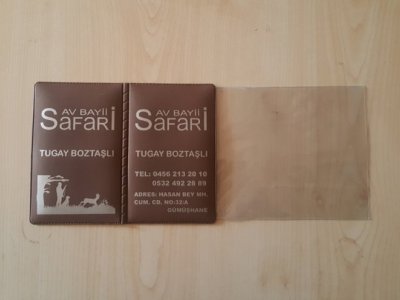 AV BAYİİ
SafARİ
TUGAY BOZTAŞLI
AV BAYİİ
SafARİ
TUGAY BOZTAŞLI
TEL: 0456 213 20 10
0532 492 28 89
ADRES: HASAN BEY MH.
CUM. CD. NO:32/A
GÜMÜŞHANE